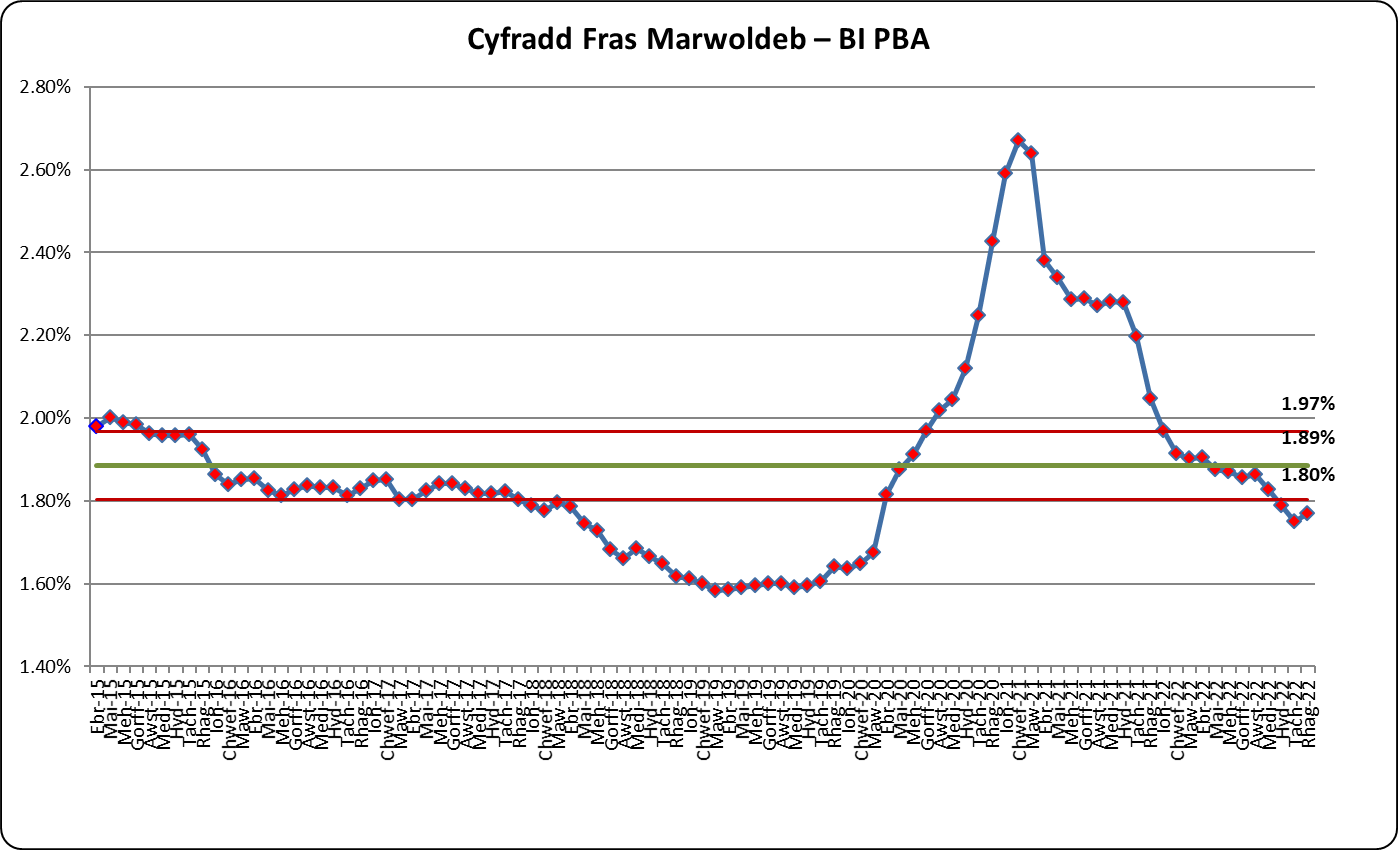 Cyfradd Fras Marwoldeb – BI PBA
2.80%
2.60%
2.40%
2.20%
2.00%
1.80%
1.60%
1.40%
1.97%
1.89%
1.80%
Ebr-15
Mai-15
Meh-15
Gorff-15
Awst-15
Medi-15
Hyd-15
Tach-15
Rhag-15
Ion-16
Chwef-16
Maw-16
Ebr-16
Mai-16
Meh-16
Gorff-16
Awst-16
Medi-16
Hyd-16
Tach-16
Rhag-16
Ion-17
Chwef-17
Maw-17
Ebr-17
Mai-17
Meh-17
Gorff-17
Awst-17
Medi-17
Hyd-17
Tach-17
Rhag-17
Ion-18
Chwef-18
Maw-18
Ebr-18
Mai-18
Meh-18
Gorff-18
Awst-18
Medi-18
Hyd-18
Tach-18
Rhag-18
Ion-19
Chwef-19
Maw-19
Ebr-19
Mai-19
Meh-19
Gorff-19
Awst-19
Medi-19
Hyd-19
Tach-19
Rhag-19
Ion-20
Chwef-20
Maw-20
Ebr-20
Mai-20
Meh-20
Gorff-20
Awst-20
Medi-20
Hyd-20
Tach-20
Rhag-20
Ion-21
Chwef-21
Maw-21
Ebr-21
Mai-21
Meh-21
Gorff-21
Awst-21
Medi-21
Hyd-21
Tach-21
Rhag-21
Ion-22
Chwef-22
Maw-22
Ebr-22
Mai-22
Meh-22
Gorff-22
Awst-22
Medi-22
Hyd-22
Tach-22
Rhag-22